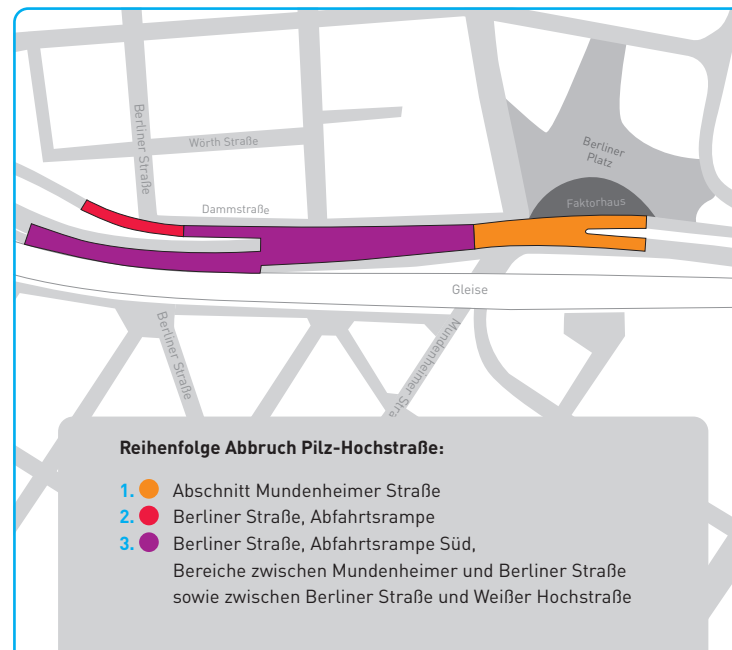 Berliner Straße
Wörth Straße
Berliner
Platz
Dammstraße
Faktorhaus
Gleise
Berliner Straße
Mundenheimer Stra
Reihenfolge Abbruch Pilz-Hochstraße:
1. Abschnitt Mundenheimer Straße
2. Berliner Straße, Abfahrtsrampe
3. Berliner Straße, Abfahrtsrampe Süd,
Bereiche zwischen Mundenheimer und Berliner Straße
sowie zwischen Berliner Straße und Weißer Hochstraße